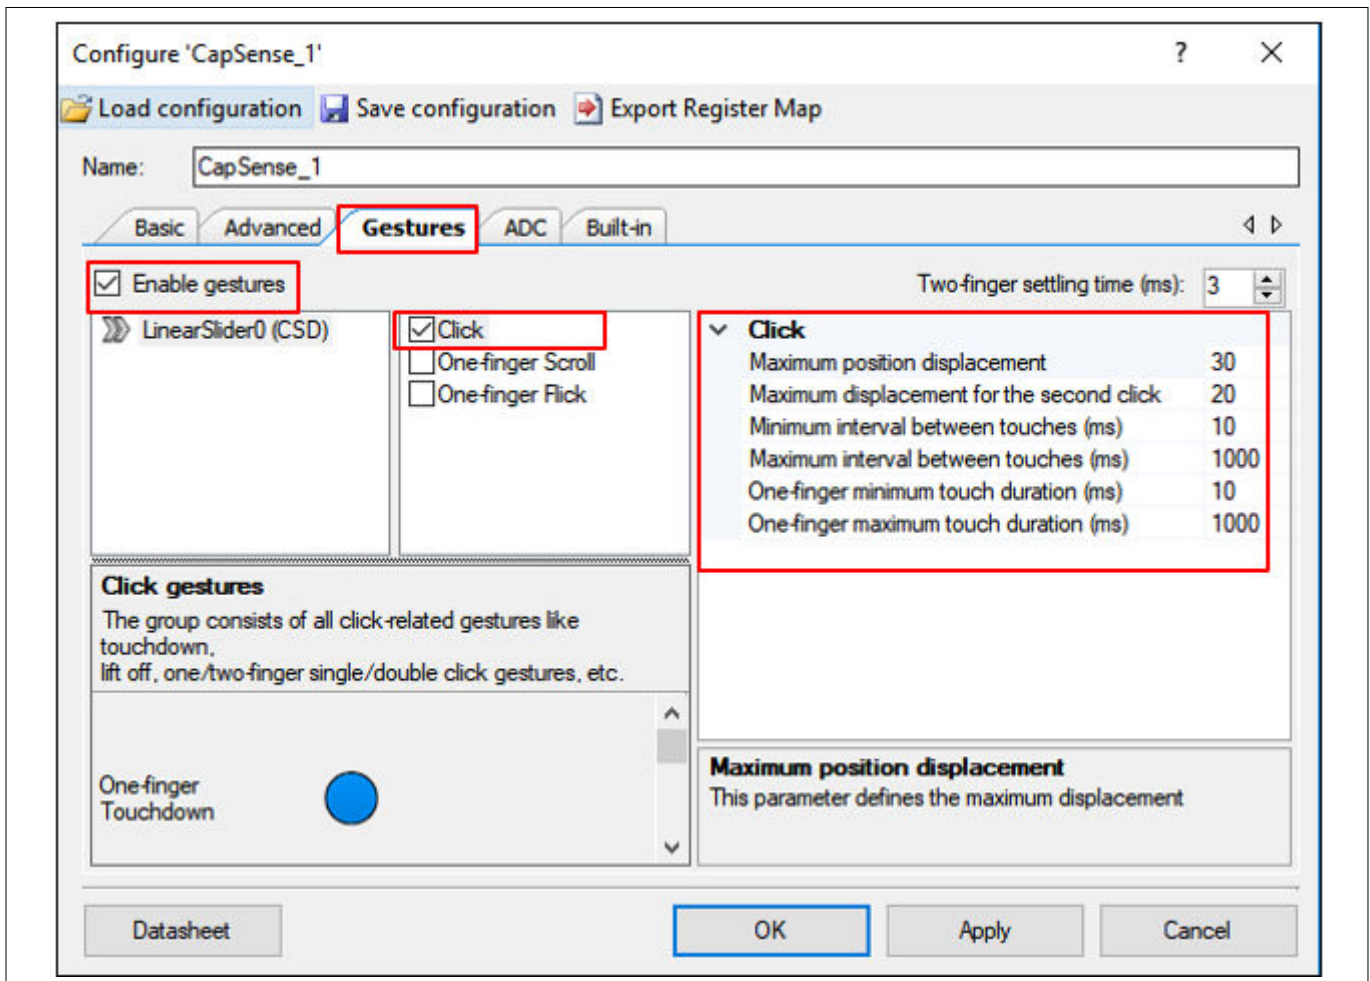 Configure 'CapSense_1'
?
Load configuration Save configuration Export Register Map
Name: CapSense_1
Basic Advanced Gestures ADC Built-in
Enable gestures
Two-finger settling time (ms): 3
LinearSlider0 (CSD)
Click
One-finger Scroll
One-finger Flick
Click
Maximum position displacement 30
Maximum displacement for the second click 20
Minimum interval between touches (ms) 10
Maximum interval between touches (ms) 1000
One-finger minimum touch duration (ms) 10
One-finger maximum touch duration (ms) 1000
Click gestures
The group consists of all click-related gestures like
touchdown,
lift off, one/two-finger single/double click gestures, etc.
One-finger
Touchdown
Maximum position displacement
This parameter defines the maximum displacement
Datasheet OK Apply Cancel